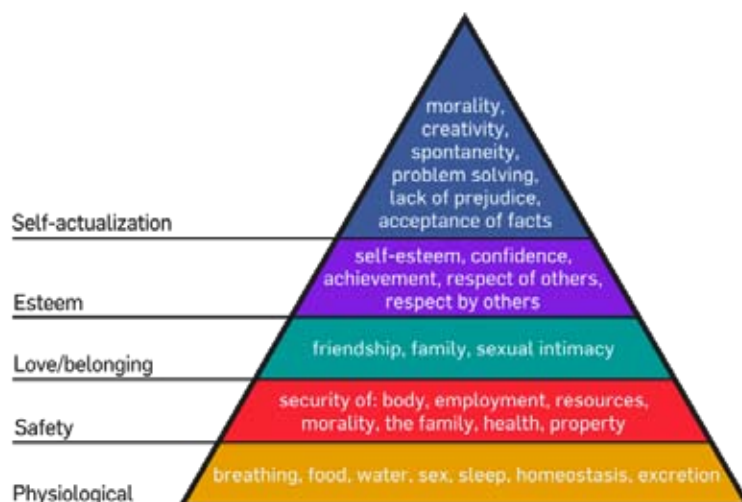 morality,
creativity,
spontaneity,
problem solving,
lack of prejudice,
acceptance of facts
Self-actualization
self-esteem, confidence,
achievement, respect of others,
respect by others
Esteem
friendship, family, sexual intimacy
Love/belonging
security of: body, employment, resources,
morality, the family, health, property
Safety
breathing, food, water, sex, sleep, homeostasis, excretion
Physiological